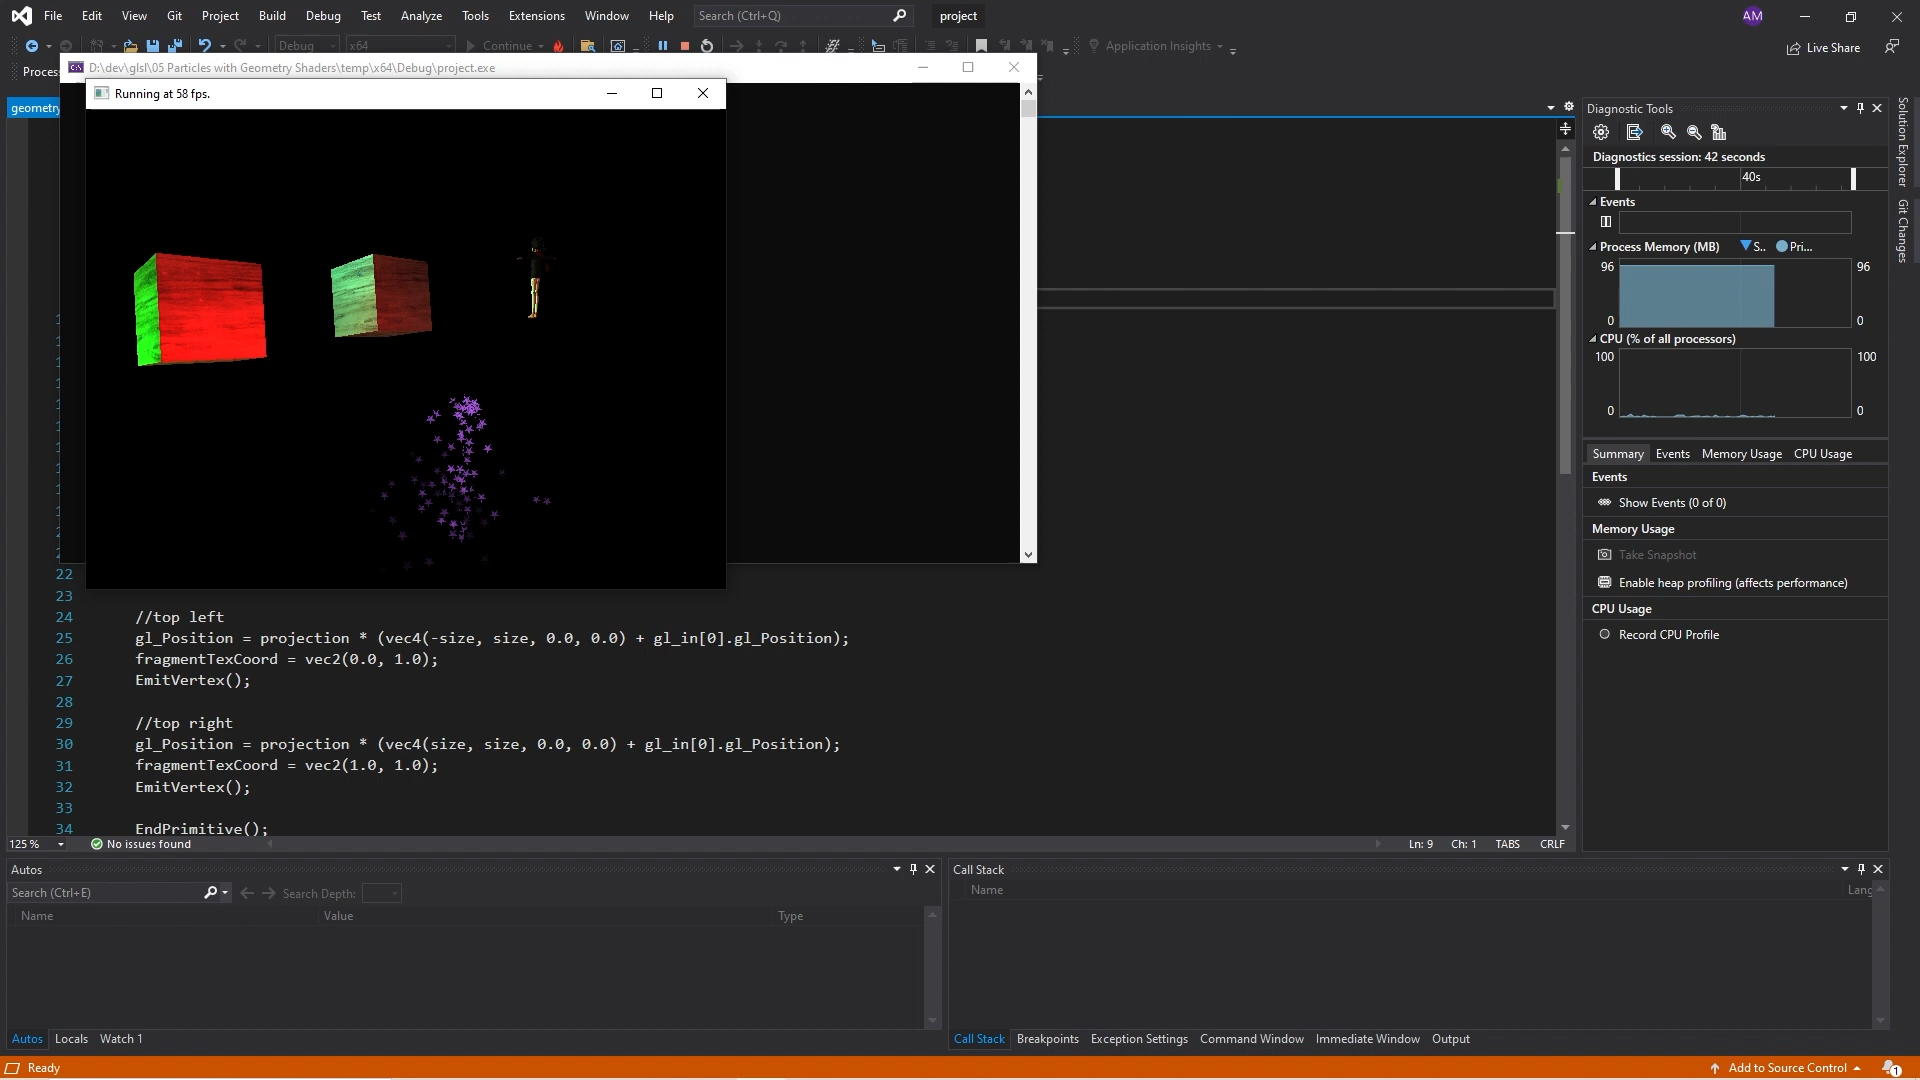 File Edit View Git Project Build Debug Test Analyze Tools Extensions Window Help Search (Ctrl+Q) project AM
Debug x64 Continue Application Insights Live Share
Process
D:\dev\glsl\05 Particles with Geometry Shaders\temp\x64\Debug\project.exe
Running at 58 fps.
geometry
22
23
24 //top left
25 gl_Position = projection * (vec4(-size, size, 0.0, 0.0) + gl_in[0].gl_Position);
26 fragmentTexCoord = vec2(0.0, 1.0);
27 EmitVertex();
28
29 //top right
30 gl_Position = projection * (vec4(size, size, 0.0, 0.0) + gl_in[0].gl_Position);
31 fragmentTexCoord = vec2(1.0, 1.0);
32 EmitVertex();
33
34 EndPrimitive();
125 % No issues found Ln: 9 Ch: 1 TABS CRLF
Diagnostic Tools
Diagnostics session: 42 seconds
40s
Events
Process Memory (MB) S.. Pri...
96 96
0 0
CPU (% of all processors)
100 100
0 0
Summary Events Memory Usage CPU Usage
Events
Show Events (0 of 0)
Memory Usage
Take Snapshot
Enable heap profiling (affects performance)
CPU Usage
Record CPU Profile
Solution Explorer
Git Changes
Autos
Search (Ctrl+E) Search Depth:
Name Value Type
Autos Locals Watch 1
Call Stack
Name Lang
Call Stack Breakpoints Exception Settings Command Window Immediate Window Output
Ready Add to Source Control 1